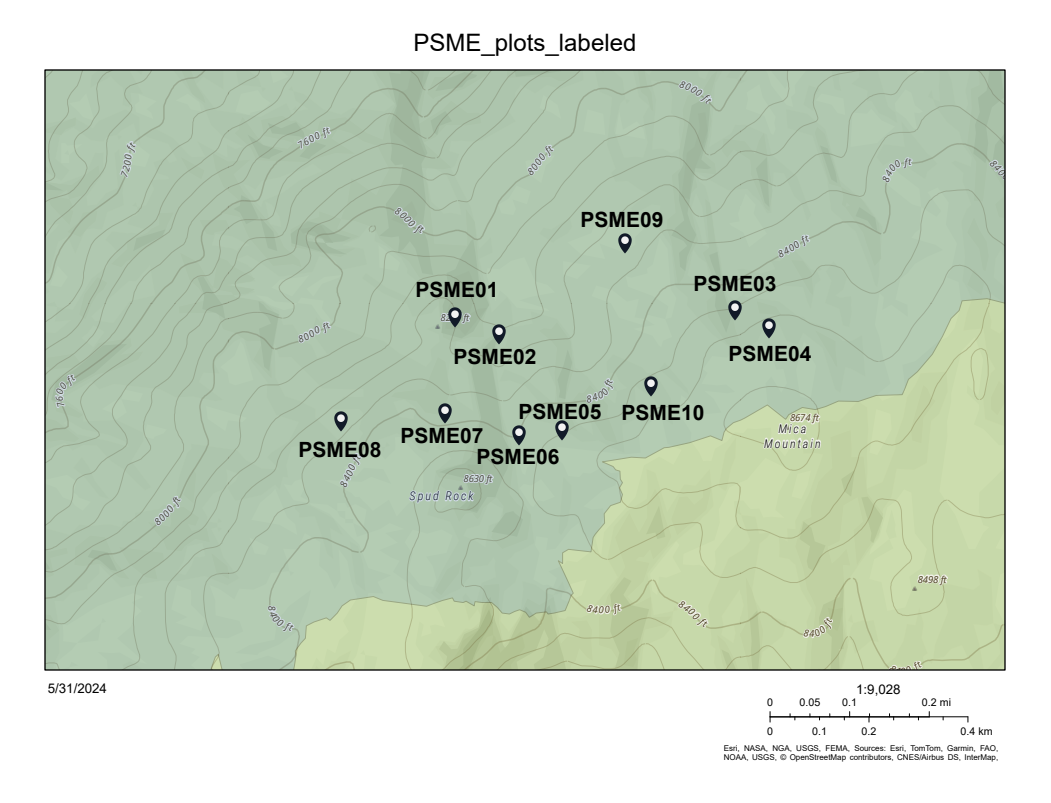 PSME_plots_labeled
8000 ft
7600 ft
7200 ft
8000 ft
8400 ft
8000 ft
PSME09
8400 ft
PSME03
PSME01
8000 ft
PSME04
PSME02
7600 ft
8400 ft
PSME05
PSME10
8674 ft
Mica
Mountain
PSME07
PSME08
PSME06
8400 ft
8630 ft
Spud Rock
8000 ft
8498 ft
8400 ft
8400 ft
8400 ft
8400 ft
5/31/2024
1:9,028
0 0.05 0.1 0.2 mi
0 0.1 0.2 0.4 km
Esri, NASA, NGA, USGS, FEMA, Sources: Esri, TomTom, Garmin, FAO,
NOAA, USGS, © OpenStreetMap contributors, CNES/Airbus DS, InterMap,